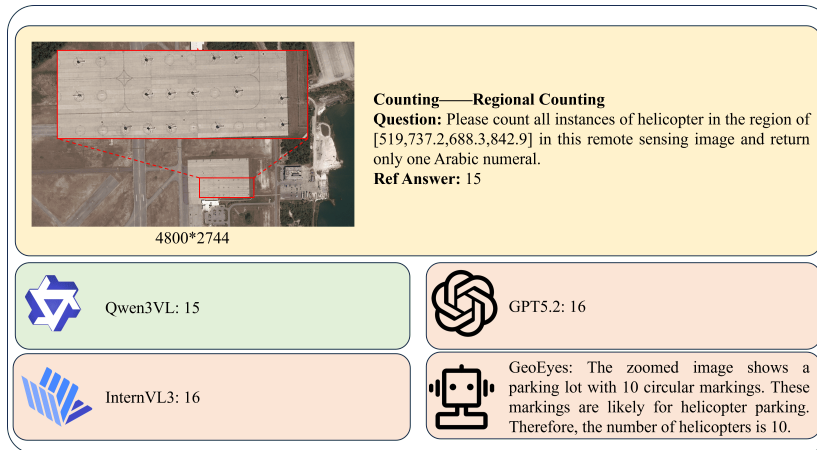 4800*2744
Counting——Regional Counting
Question: Please count all instances of helicopter in the region of
[519,737.2,688.3,842.9] in this remote sensing image and return
only one Arabic numeral.
Ref Answer: 15
Qwen3VL: 15
GPT5.2: 16
InternVL3: 16
GeoEyes: The zoomed image shows a
parking lot with 10 circular markings. These
markings are likely for helicopter parking.
Therefore, the number of helicopters is 10.